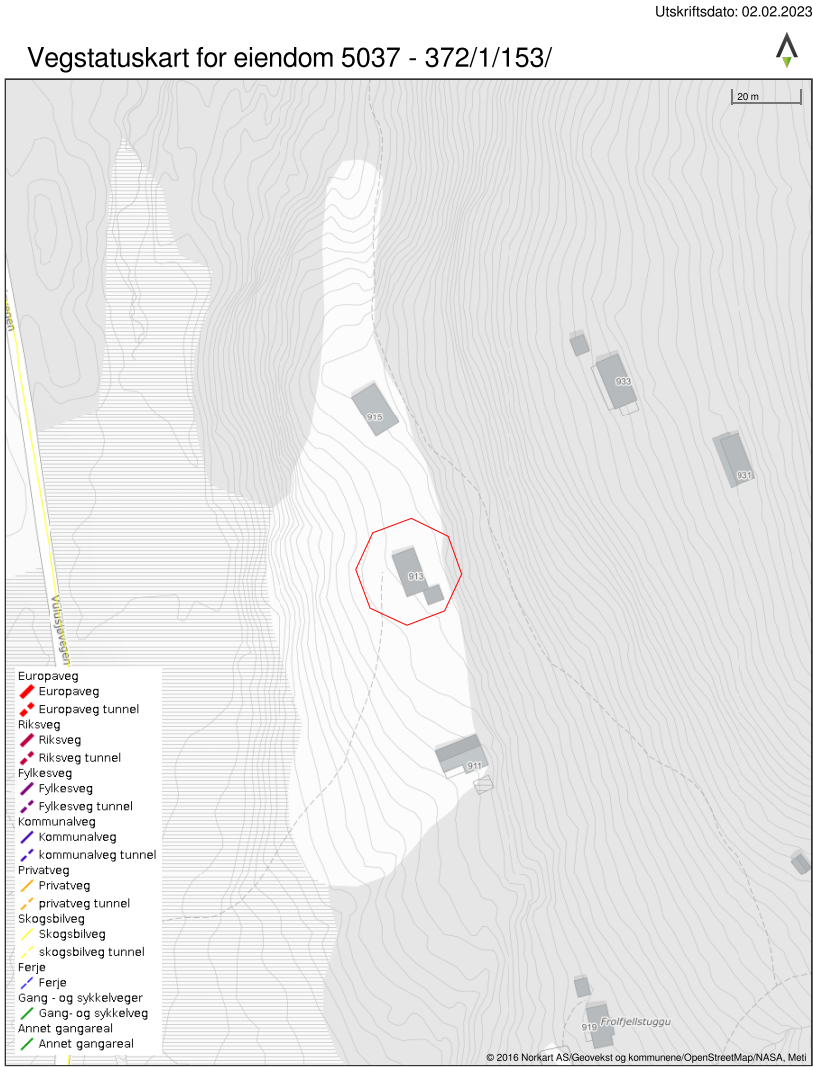 Utskriftsdato: 02.02.2023
Vegstatuskart for eiendom 5037 - 372/1/153/
20 m
933
915
931
913
Vulusjøvegen
911
Europaveg
Europaveg
Europaveg tunnel
Riksveg
Riksveg
Riksveg tunnel
Fylkesveg
Fylkesveg
Fylkesveg tunnel
Kommunalveg
Kommunalveg
kommunalveg tunnel
Privatveg
Privatveg
privatveg tunnel
Skogsbilveg
Skogsbilveg
skogsbilveg tunnel
Ferje
Ferje
Gang - og sykkelveger
Gang- og sykkelveg
Annet gangareal
Annet gangareal
919 Frolfjellstuggu
© 2016 Norkart AS/Geovekst og kommunene/OpenStreetMap/NASA, Meti